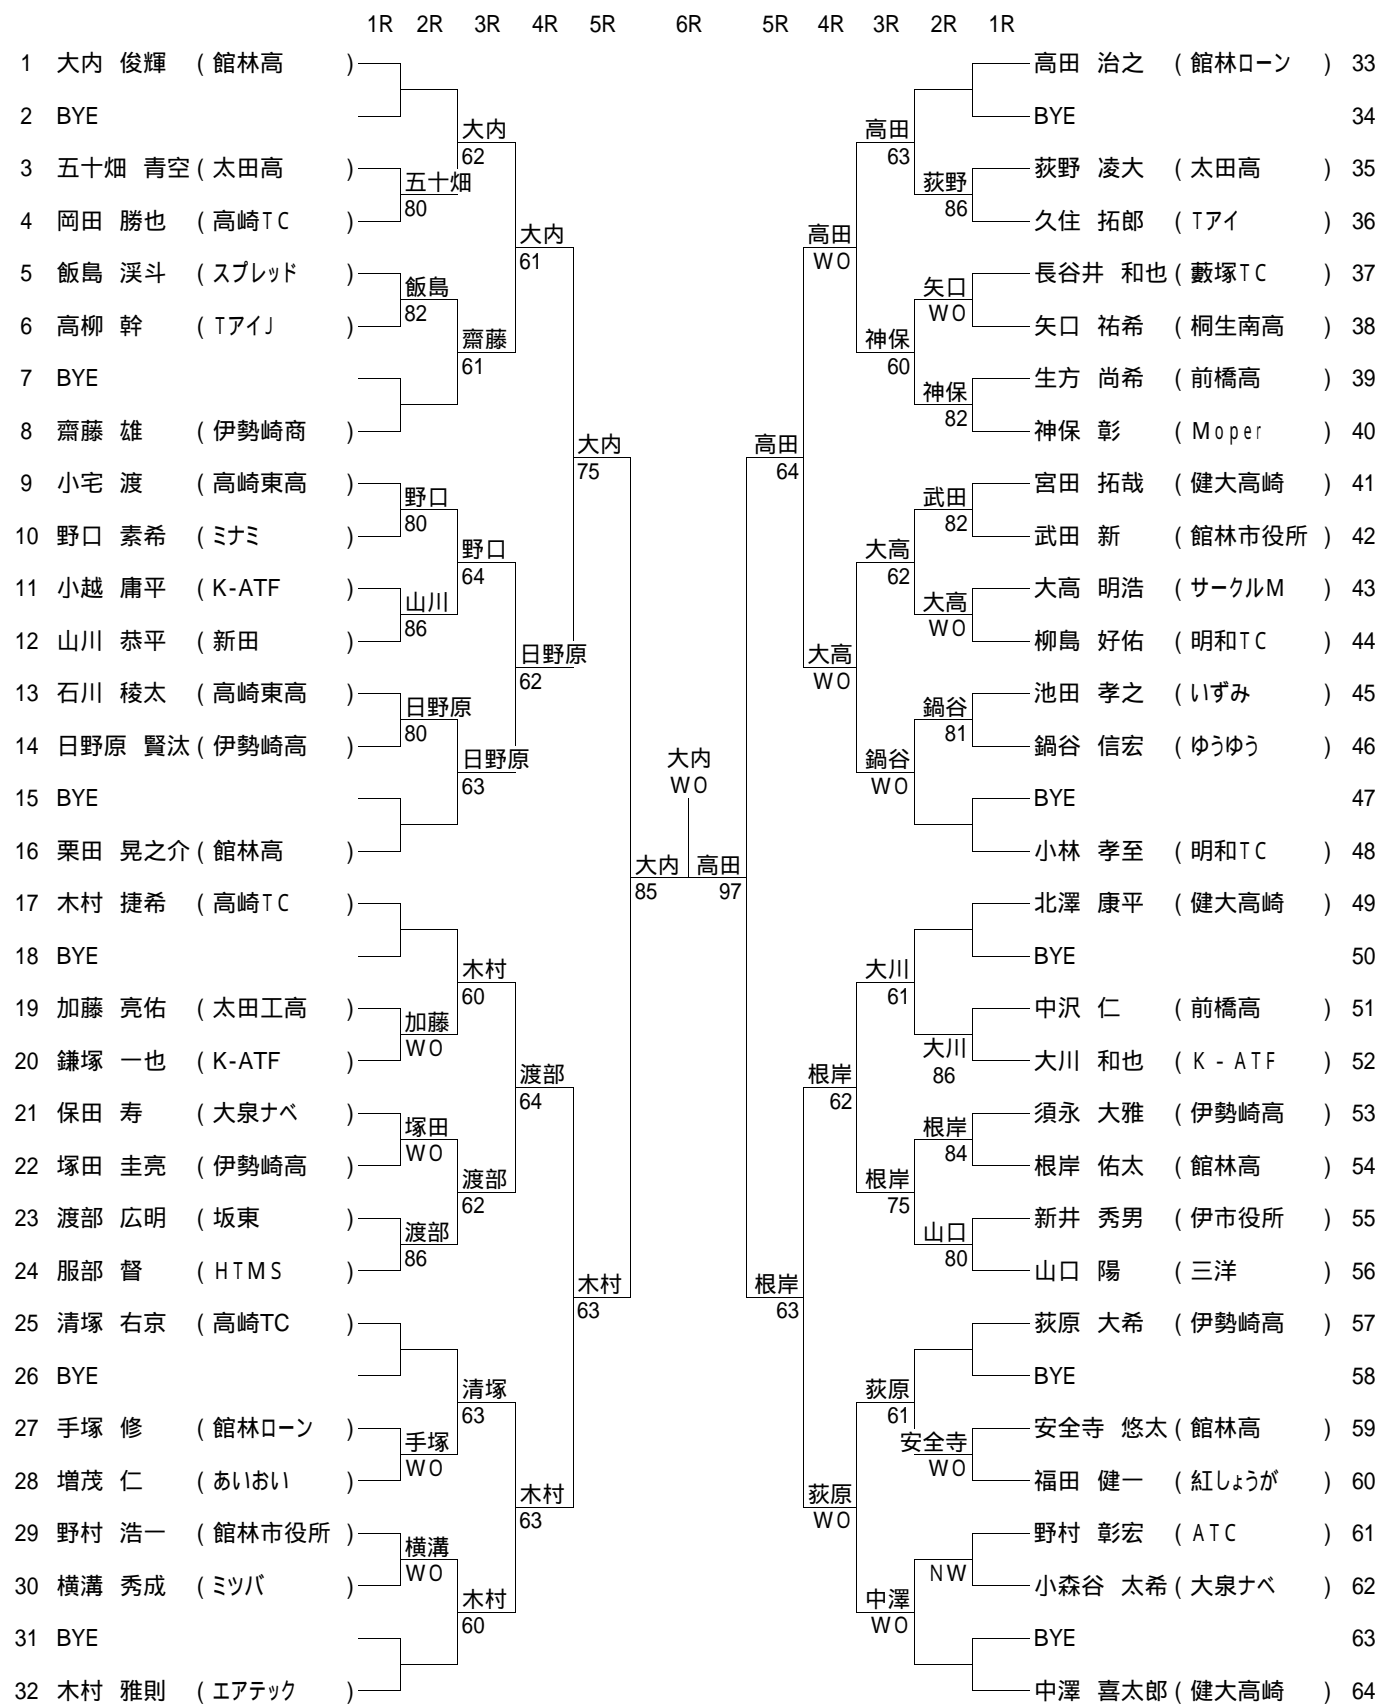 1R 2R 3R 4R 5R 6R 5R 4R 3R 2R 1R
1 大内 俊輝 ( 館林高 ) 高田 治之 ( 館林ローン ) 33
2 BYE BYE 34
大内 高田
62 63
3 五十畑 青空 ( 太田高 ) 荻野 凌大 ( 太田高 ) 35
五十畑 荻野
80 86
4 岡田 勝也 ( 高崎TC ) 久住 拓郎 ( Tアイ ) 36
大内 高田
61 WO
5 飯島 渓斗 ( スプレッド ) 長谷井 和也 ( 藪塚TC ) 37
飯島 矢口
82 WO
6 高柳 幹 ( TアイJ ) 矢口 祐希 ( 桐生南高 ) 38
齋藤 神保
61 60
7 BYE 生方 尚希 ( 前橋高 ) 39
神保
82
8 齋藤 雄 ( 伊勢崎商 ) 神保 彰 ( Moper ) 40
大内 高田
75 64
9 小宅 渡 ( 高崎東高 ) 宮田 拓哉 ( 健大高崎 ) 41
野口 武田
80 82
10 野口 素希 ( ミナミ ) 武田 新 ( 館林市役所 ) 42
野口 大高
64 62
11 小越 庸平 ( K-ATF ) 大高 明浩 ( サークルM ) 43
山川 大高
86 WO
12 山川 恭平 ( 新田 ) 柳島 好佑 ( 明和TC ) 44
日野原 大高
62 WO
13 石川 稜太 ( 高崎東高 ) 池田 孝之 ( いずみ ) 45
日野原 鍋谷
80 81
14 日野原 賢汰 ( 伊勢崎高 ) 鍋谷 信宏 ( ゆうゆう ) 46
日野原 大内 鍋谷
63 WO WO
15 BYE BYE 47
16 栗田 晃之介 ( 館林高 ) 小林 孝至 ( 明和TC ) 48
大内 高田
85 97
17 木村 捷希 ( 高崎TC ) 北澤 康平 ( 健大高崎 ) 49
18 BYE BYE 50
木村 大川
60 61
19 加藤 亮佑 ( 太田工高 ) 中沢 仁 ( 前橋高 ) 51
加藤 大川
WO 86
20 鎌塚 一也 ( K-ATF ) 大川 和也 ( K-ATF ) 52
渡部 根岸
64 62
21 保田 寿 ( 大泉ナベ ) 須永 大雅 ( 伊勢崎高 ) 53
塚田 根岸
WO 84
22 塚田 圭亮 ( 伊勢崎高 ) 根岸 佑太 ( 館林高 ) 54
渡部 根岸
62 75
23 渡部 広明 ( 坂東 ) 新井 秀男 ( 伊市役所 ) 55
渡部 山口
86 80
24 服部 督 ( HTMS ) 山口 陽 ( 三洋 ) 56
木村 根岸
63 63
25 清塚 右京 ( 高崎TC ) 荻原 大希 ( 伊勢崎高 ) 57
26 BYE BYE 58
清塚 荻原
63 61
27 手塚 修 ( 館林ローン ) 安全寺 悠太 ( 館林高 ) 59
手塚 安全寺
WO WO
28 増茂 仁 ( あいおい ) 福田 健一 ( 紅しょうが ) 60
木村 荻原
63 WO
29 野村 浩一 ( 館林市役所 ) 野村 彰宏 ( ATC ) 61
横溝
WO NW
30 横溝 秀成 ( ミツバ ) 小森谷 太希 ( 大泉ナベ ) 62
木村 中澤
60 WO
31 BYE BYE 63
32 木村 雅則 ( エアテック ) 中澤 喜太郎 ( 健大高崎 ) 64